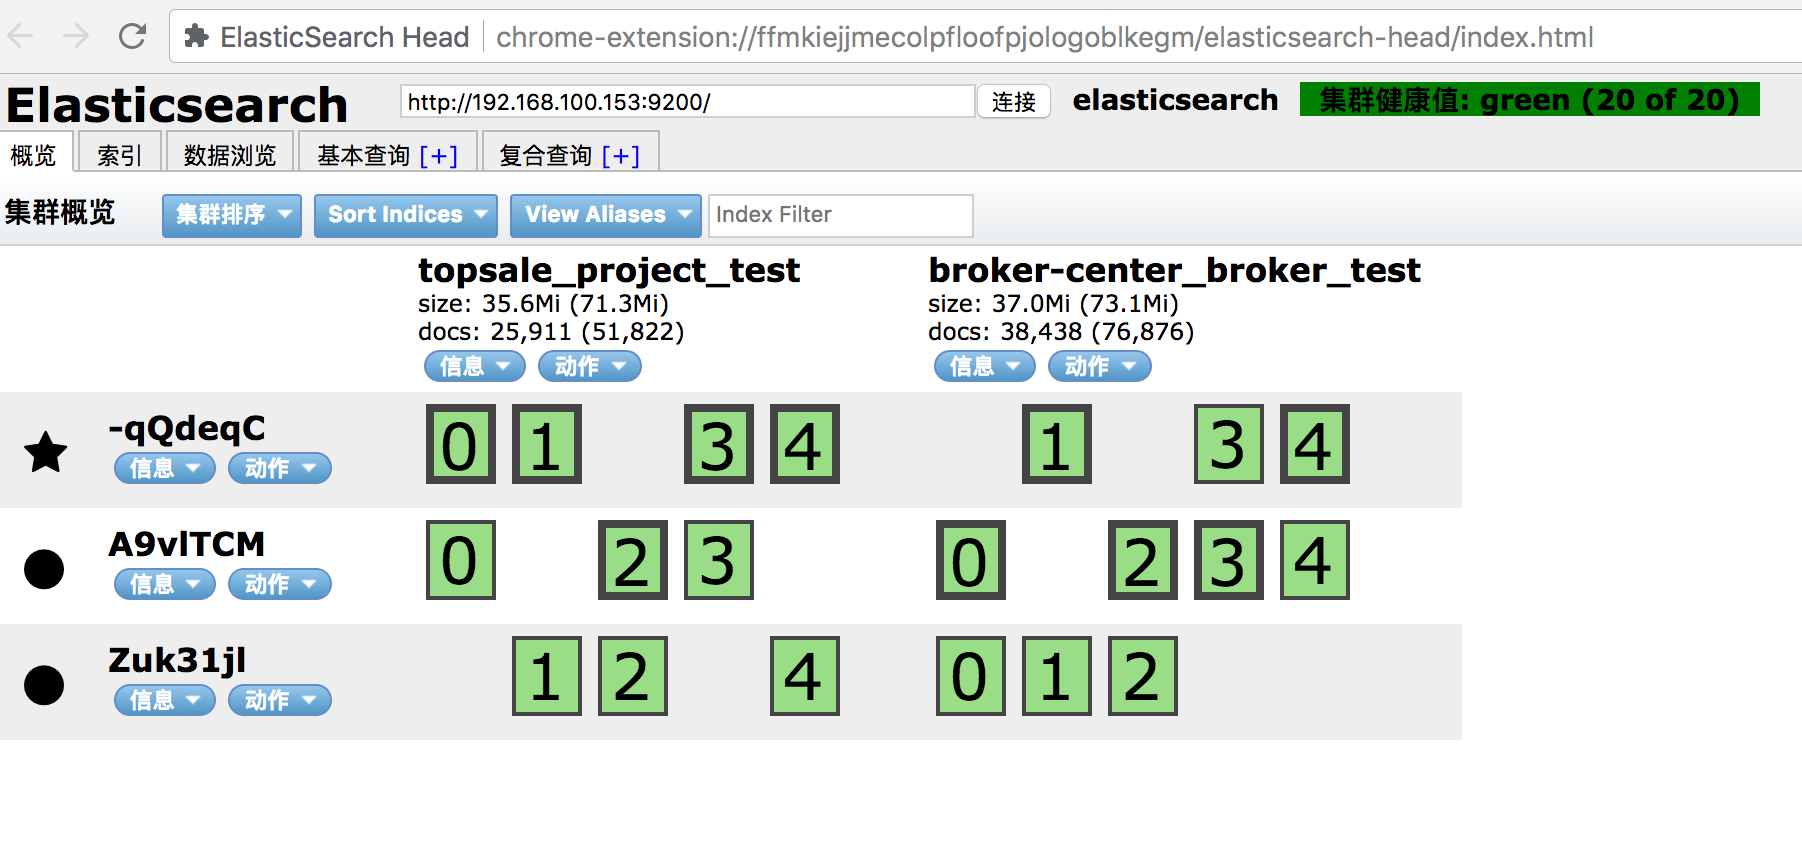 ElasticSearch Head chrome-extension://ffmkiejjmecolpfloofpjologoblkegm/elasticsearch-head/index.html
Elasticsearch http://192.168.100.153:9200/ 连接 elasticsearch 集群健康值: green (20 of 20)
概览 索引 数据浏览 基本查询 [+] 复合查询 [+]
集群概览 集群排序 Sort Indices View Aliases Index Filter
topsale_project_test broker-center_broker_test
size: 35.6Mi (71.3Mi) size: 37.0Mi (73.1Mi)
docs: 25,911 (51,822) docs: 38,438 (76,876)
信息 动作 信息 动作
-qQdeqC 0 1 3 4 1 3 4
信息 动作
A9vlTCM 0 2 3 0 2 3 4
信息 动作
Zuk31jl 1 2 4 0 1 2
信息 动作